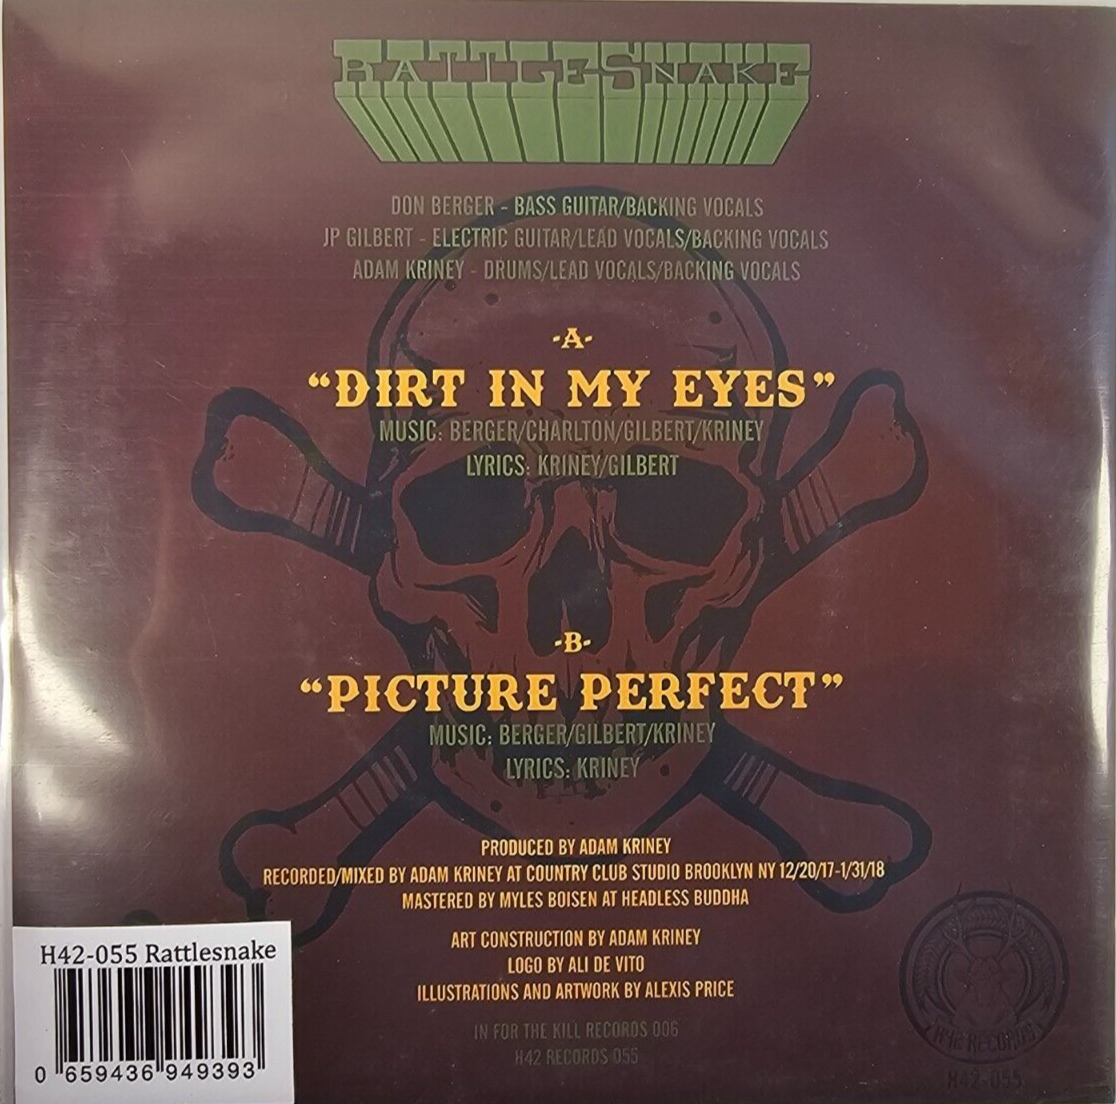 RATTLESNAKE
DON BERGER - BASS GUITAR/BACKING VOCALS
JP GILBERT - ELECTRIC GUITAR/LEAD VOCALS/BACKING VOCALS
ADAM KRINEY - DRUMS/LEAD VOCALS/BACKING VOCALS
-A-
“DIRT IN MY EYES”
MUSIC: BERGER/CHARLTON/GILBERT/KRINEY
LYRICS: KRINEY/GILBERT
-B-
“PICTURE PERFECT”
MUSIC: BERGER/GILBERT/KRINEY
LYRICS: KRINEY
PRODUCED BY ADAM KRINEY
RECORDED/MIXED BY ADAM KRINEY AT COUNTRY CLUB STUDIO BROOKLYN NY 12/20/17-1/31/18
MASTERED BY MYLES BOISEN AT HEADLESS BUDDHA
ART CONSTRUCTION BY ADAM KRINEY
LOGO BY ALI DE VITO
ILLUSTRATIONS AND ARTWORK BY ALEXIS PRICE
IN FOR THE KILL RECORDS 006
H42 RECORDS 055
H42-055 Rattlesnake
0 659436 949393
H42 RECORDS
H42-055